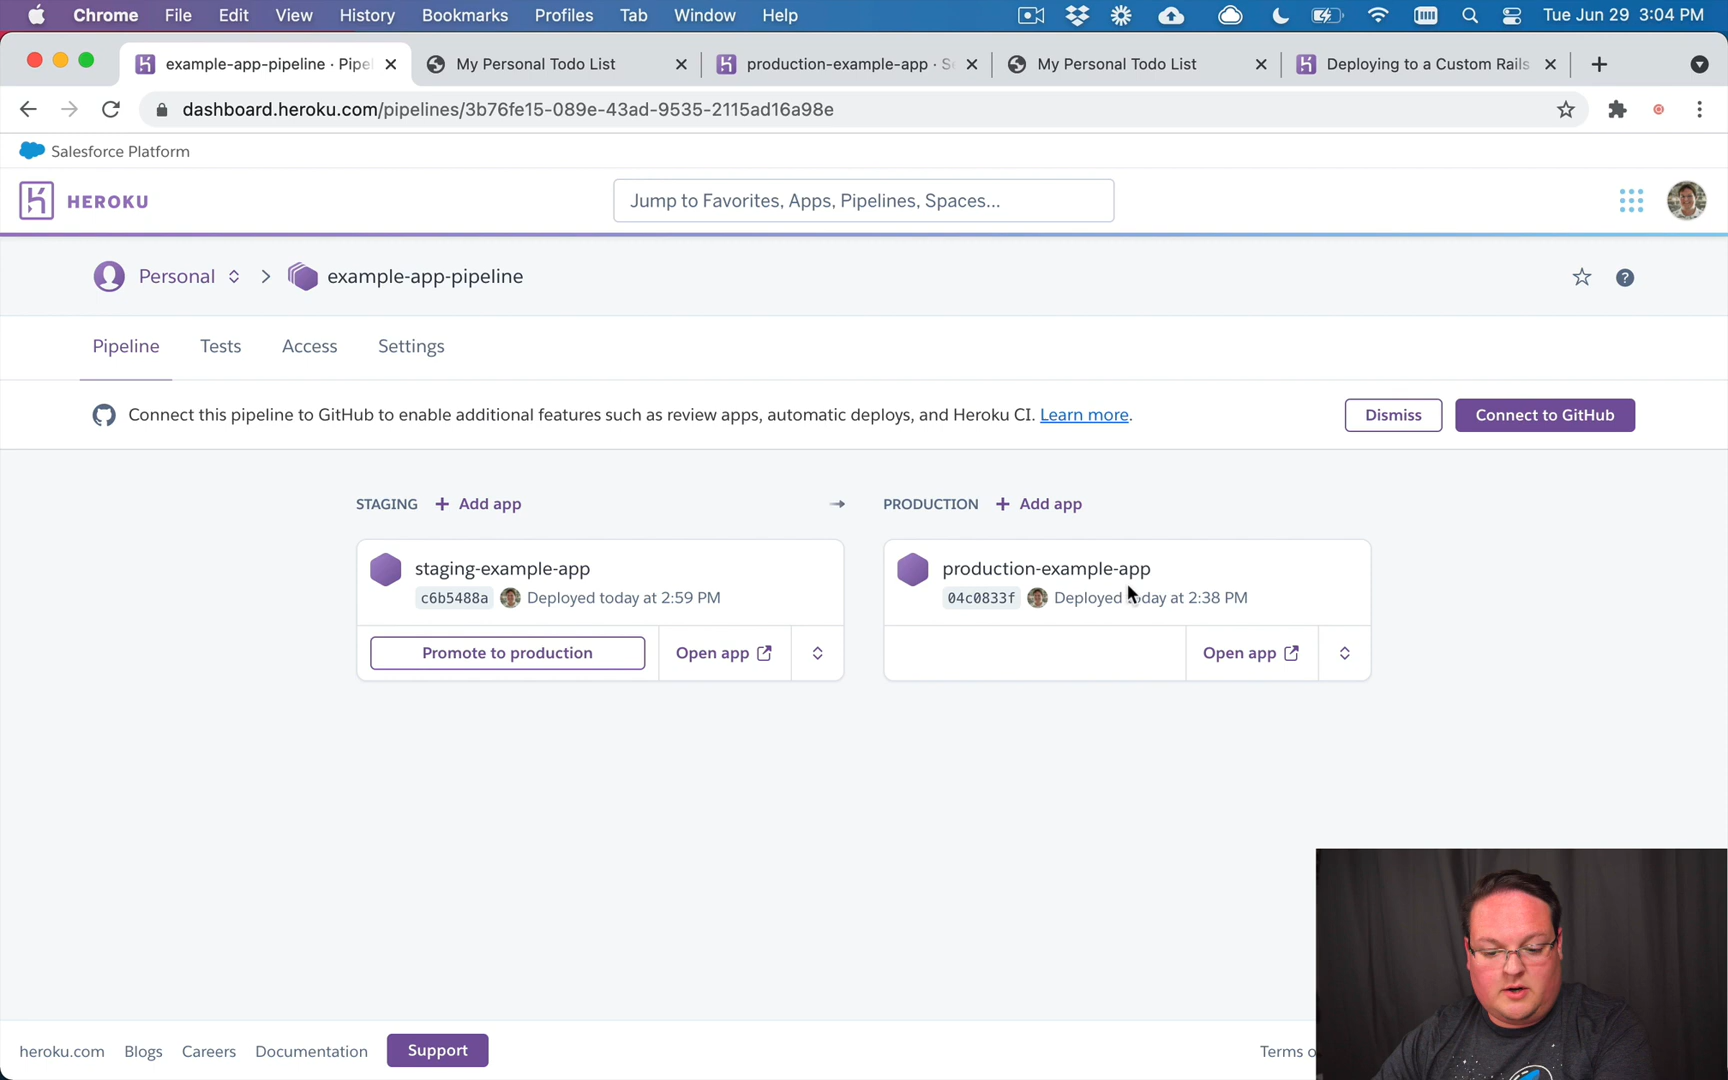 Chrome File Edit View History Bookmarks Profiles Tab Window Help Tue Jun 29 3:04 PM
example-app-pipeline · Pipel My Personal Todo List production-example-app · Se My Personal Todo List Deploying to a Custom Rails
dashboard.heroku.com/pipelines/3b76fe15-089e-43ad-9535-2115ad16a98e
Salesforce Platform
HEROKU Jump to Favorites, Apps, Pipelines, Spaces...
Personal example-app-pipeline ?
Pipeline Tests Access Settings
Connect this pipeline to GitHub to enable additional features such as review apps, automatic deploys, and Heroku CI. Learn more. Dismiss Connect to GitHub
STAGING + Add app → PRODUCTION + Add app
staging-example-app production-example-app
c6b5488a Deployed today at 2:59 PM 04c0833f Deployed today at 2:38 PM
Promote to production Open app Open app
heroku.com Blogs Careers Documentation Support Terms o